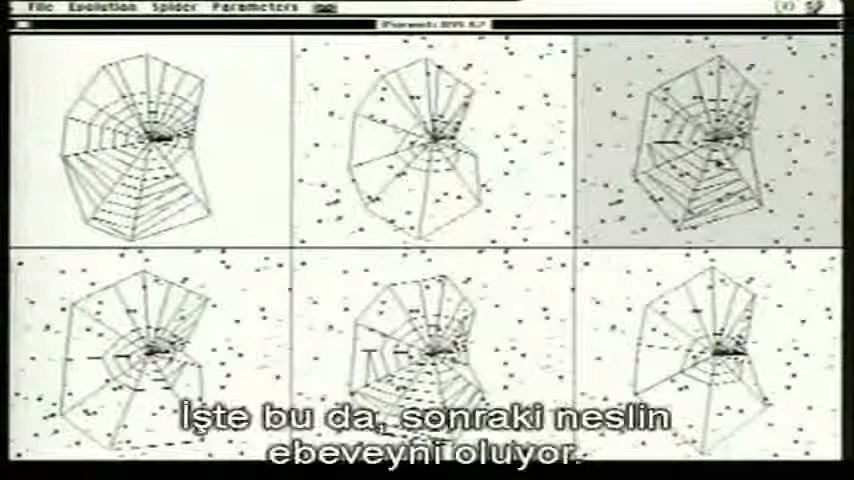 File Evolution Spider Parameters
İşte bu da, sonraki neslin
ebeveyni oluyor.